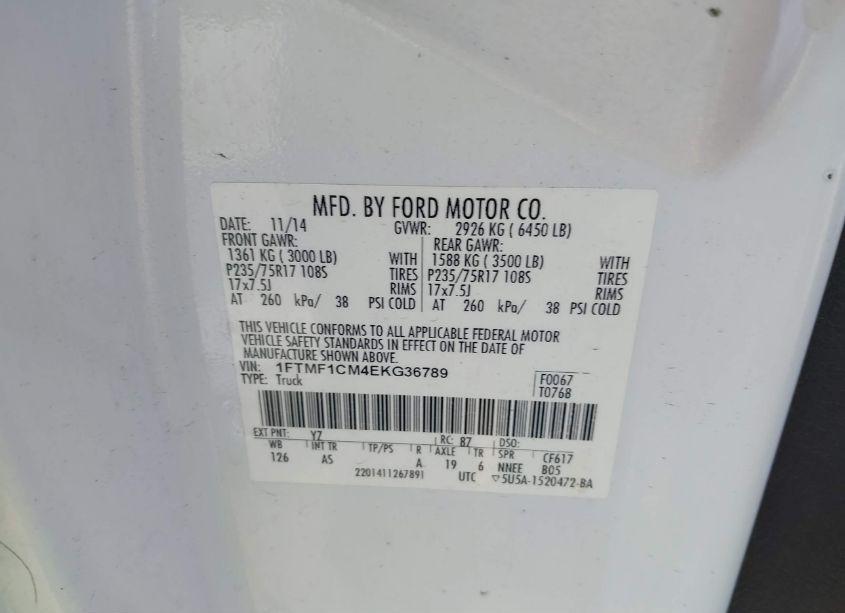 MFD. BY FORD MOTOR CO.
DATE: 11/14 GVWR: 2926 KG ( 6450 LB)
FRONT GAWR: REAR GAWR:
1361 KG ( 3000 LB) WITH 1588 KG ( 3500 LB) WITH
P235/75R17 108S TIRES P235/75R17 108S TIRES
17x7.5J RIMS 17x7.5J RIMS
AT 260 kPa/ 38 PSI COLD AT 260 kPa/ 38 PSI COLD
THIS VEHICLE CONFORMS TO ALL APPLICABLE FEDERAL MOTOR
VEHICLE SAFETY STANDARDS IN EFFECT ON THE DATE OF
MANUFACTURE SHOWN ABOVE.
VIN: 1FTMF1CM4EKG36789 F0067
TYPE: Truck T0768
EXT PNT: YZ RC: 87 DSO:
WB INT TR TP/PS R AXLE TR SPR CF617
126 AS A 19 6 NNEE B05
2201411267891 UTC ▽5U5A-1520472-BA